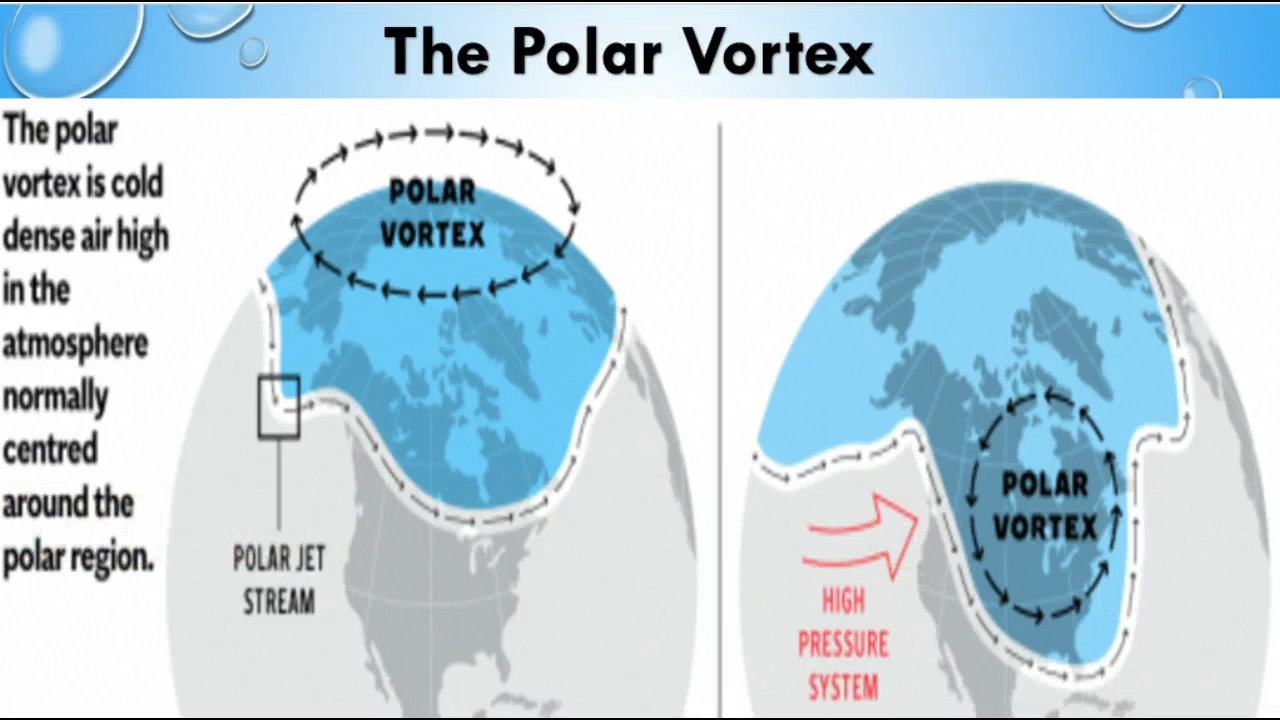 The Polar Vortex
The polar
vortex is cold
dense air high
in the
atmosphere
normally
centred
around the
polar region.
POLAR
VORTEX
POLAR JET
STREAM
POLAR
VORTEX
HIGH
PRESSURE
SYSTEM